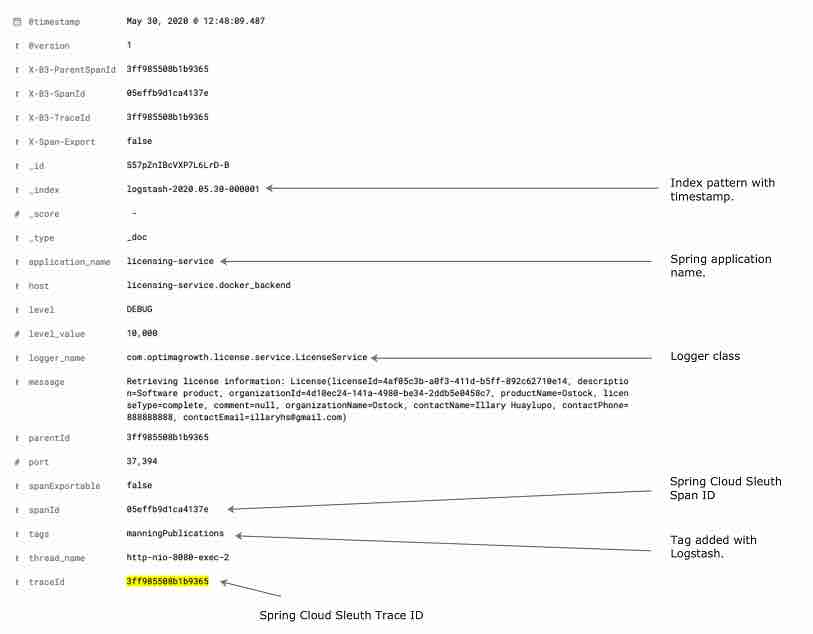 @timestamp May 30, 2020 @ 12:48:09.487
t @version 1
t X-B3-ParentSpanId 3ff985508b1b9365
t X-B3-SpanId 05effb9d1ca4137e
t X-B3-TraceId 3ff985508b1b9365
t X-Span-Export false
t _id S57pZnIBcVXP7L6LrD-B
t _index logstash-2020.05.30-000001
Index pattern with
timestamp.
# _score -
t _type _doc
t application_name licensing-service
Spring application
name.
t host licensing-service.docker_backend
t level DEBUG
# level_value 10,000
t logger_name com.optimagrowth.license.service.LicenseService
Logger class
t message Retrieving license information: License(licenseId=4af05c3b-a0f3-411d-b5ff-892c62710e14, descriptio
n=Software product, organizationId=4d10ec24-141a-4980-be34-2ddb5e0458c7, productName=Ostock, licen
seType=complete, comment=null, organizationName=Ostock, contactName=Illary Huaylupo, contactPhone=
888888888, contactEmail=illaryhs@gmail.com)
t parentId 3ff985508b1b9365
# port 37,394
t spanExportable false
Spring Cloud Sleuth
Span ID
t spanId 05effb9d1ca4137e
t tags manningPublications
Tag added with
Logstash.
t thread_name http-nio-8080-exec-2
t traceId 3ff985508b1b9365
Spring Cloud Sleuth Trace ID